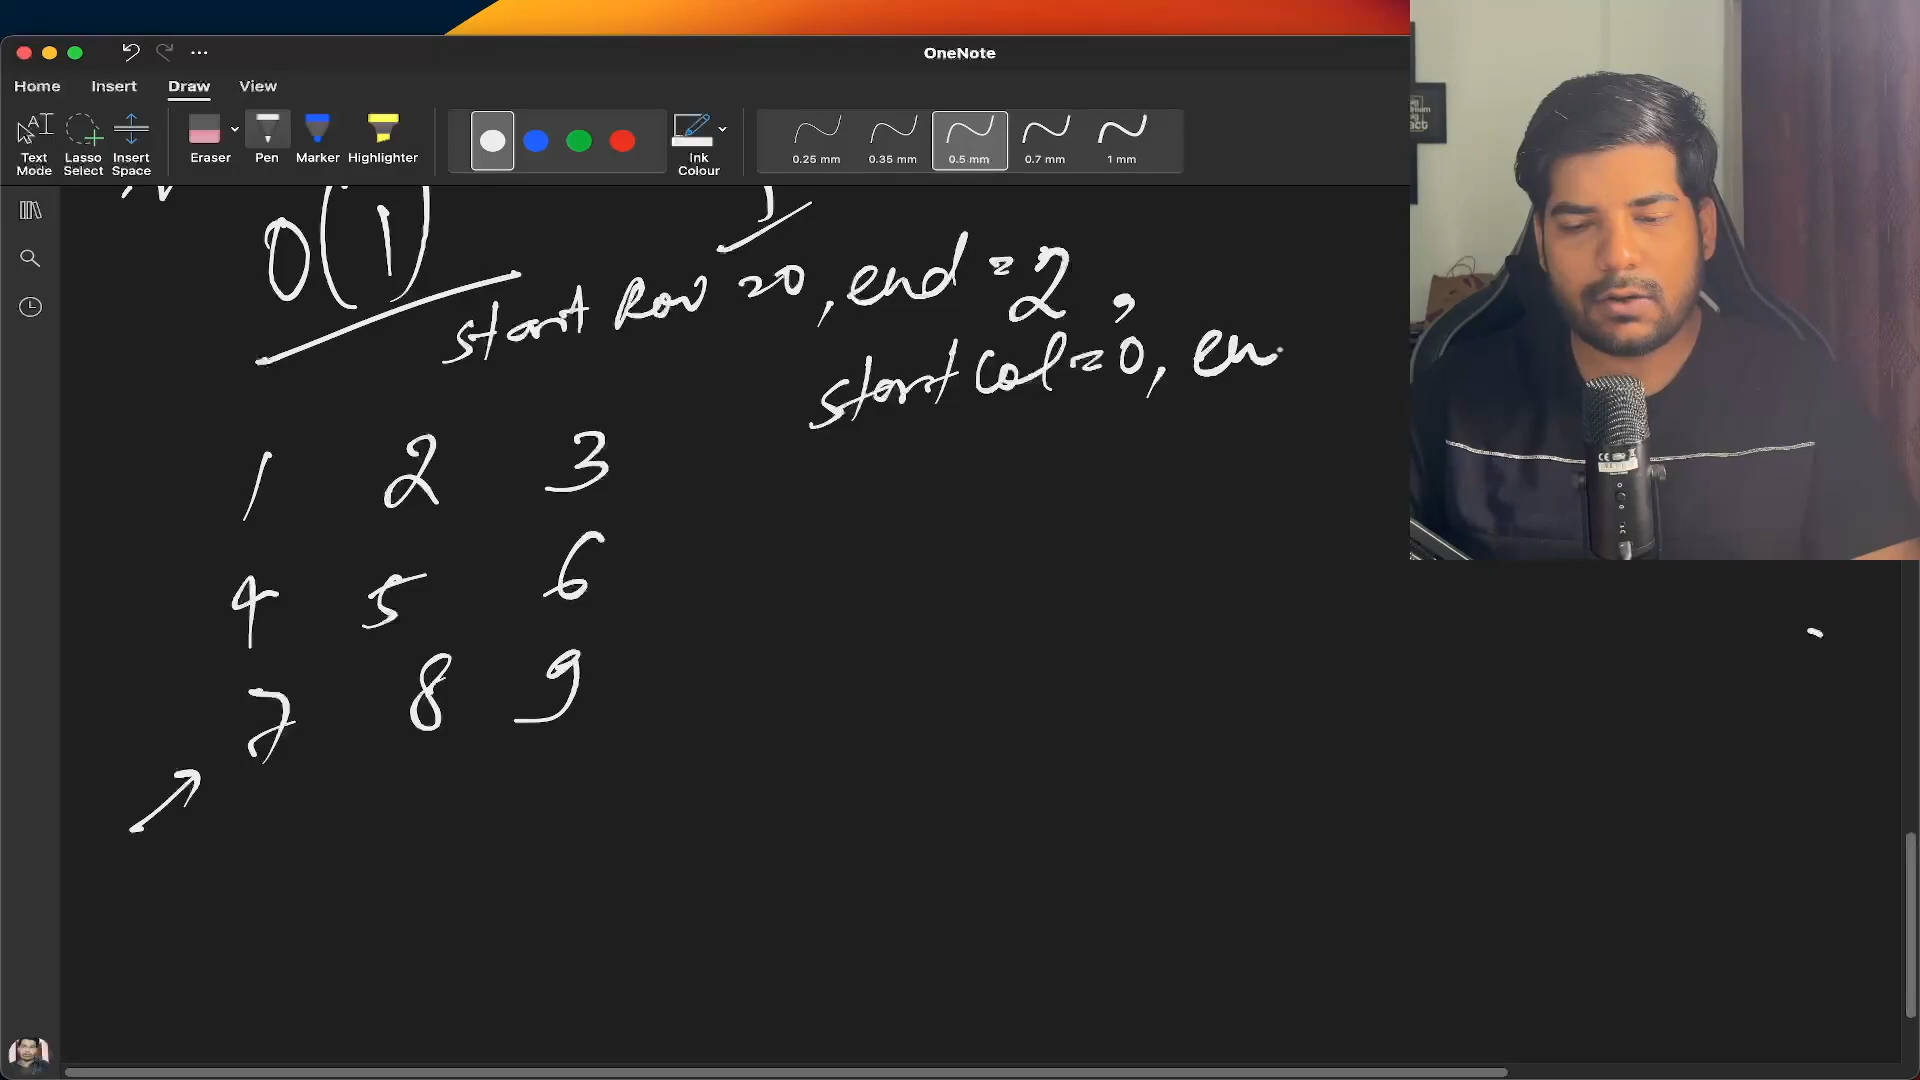 OneNote
Home Insert Draw View
Text Mode
Lasso Select
Insert Space
Eraser
Pen
Marker
Highlighter
Ink Colour
0.25 mm
0.35 mm
0.5 mm
0.7 mm
1 mm
O(1)
start Row = 0, end = 2,
start Col = 0, en
1 2 3
4 5 6
7 8 9